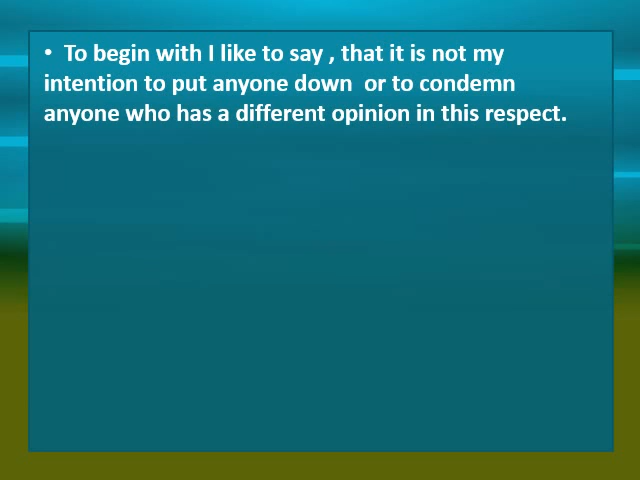 • To begin with I like to say , that it is not my
intention to put anyone down  or to condemn
anyone who has a different opinion in this respect.